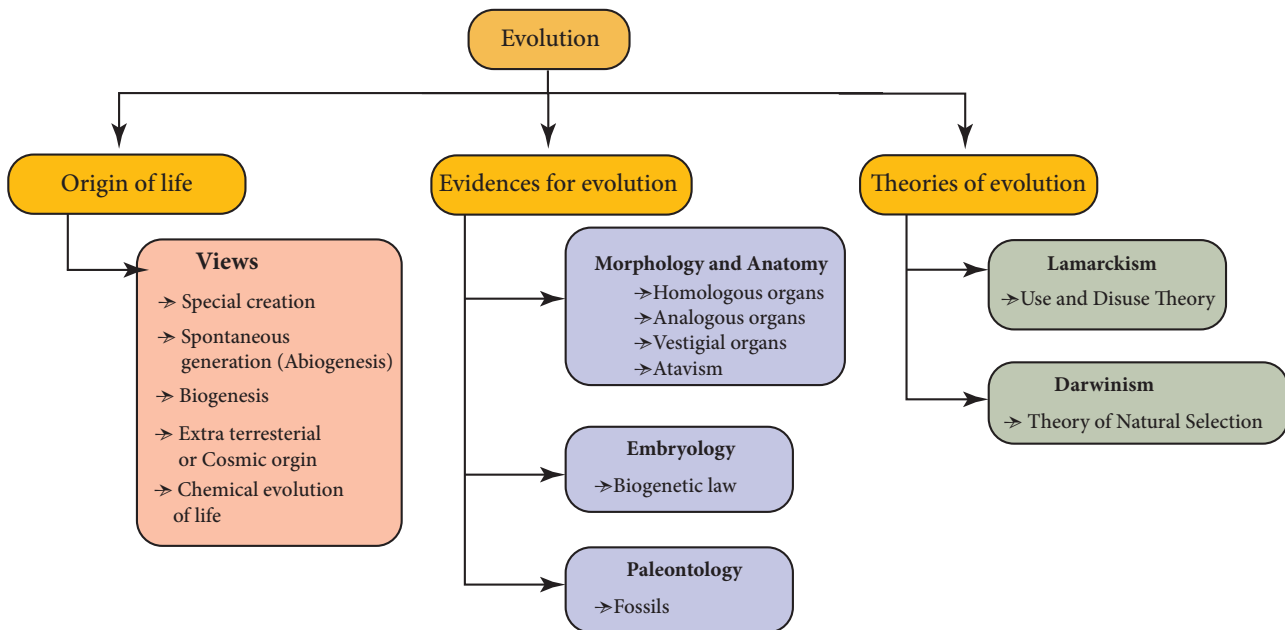 Evolution
Origin of life
Views
→ Special creation
→ Spontaneous
generation (Abiogenesis)
→ Biogenesis
→ Extra terresterial
or Cosmic orgin
→ Chemical evolution
of life
Evidences for evolution
Morphology and Anatomy
→ Homologous organs
→ Analogous organs
→ Vestigial organs
→ Atavism
Embryology
→Biogenetic law
Paleontology
→Fossils
Theories of evolution
Lamarckism
→Use and Disuse Theory
Darwinism
→ Theory of Natural Selection